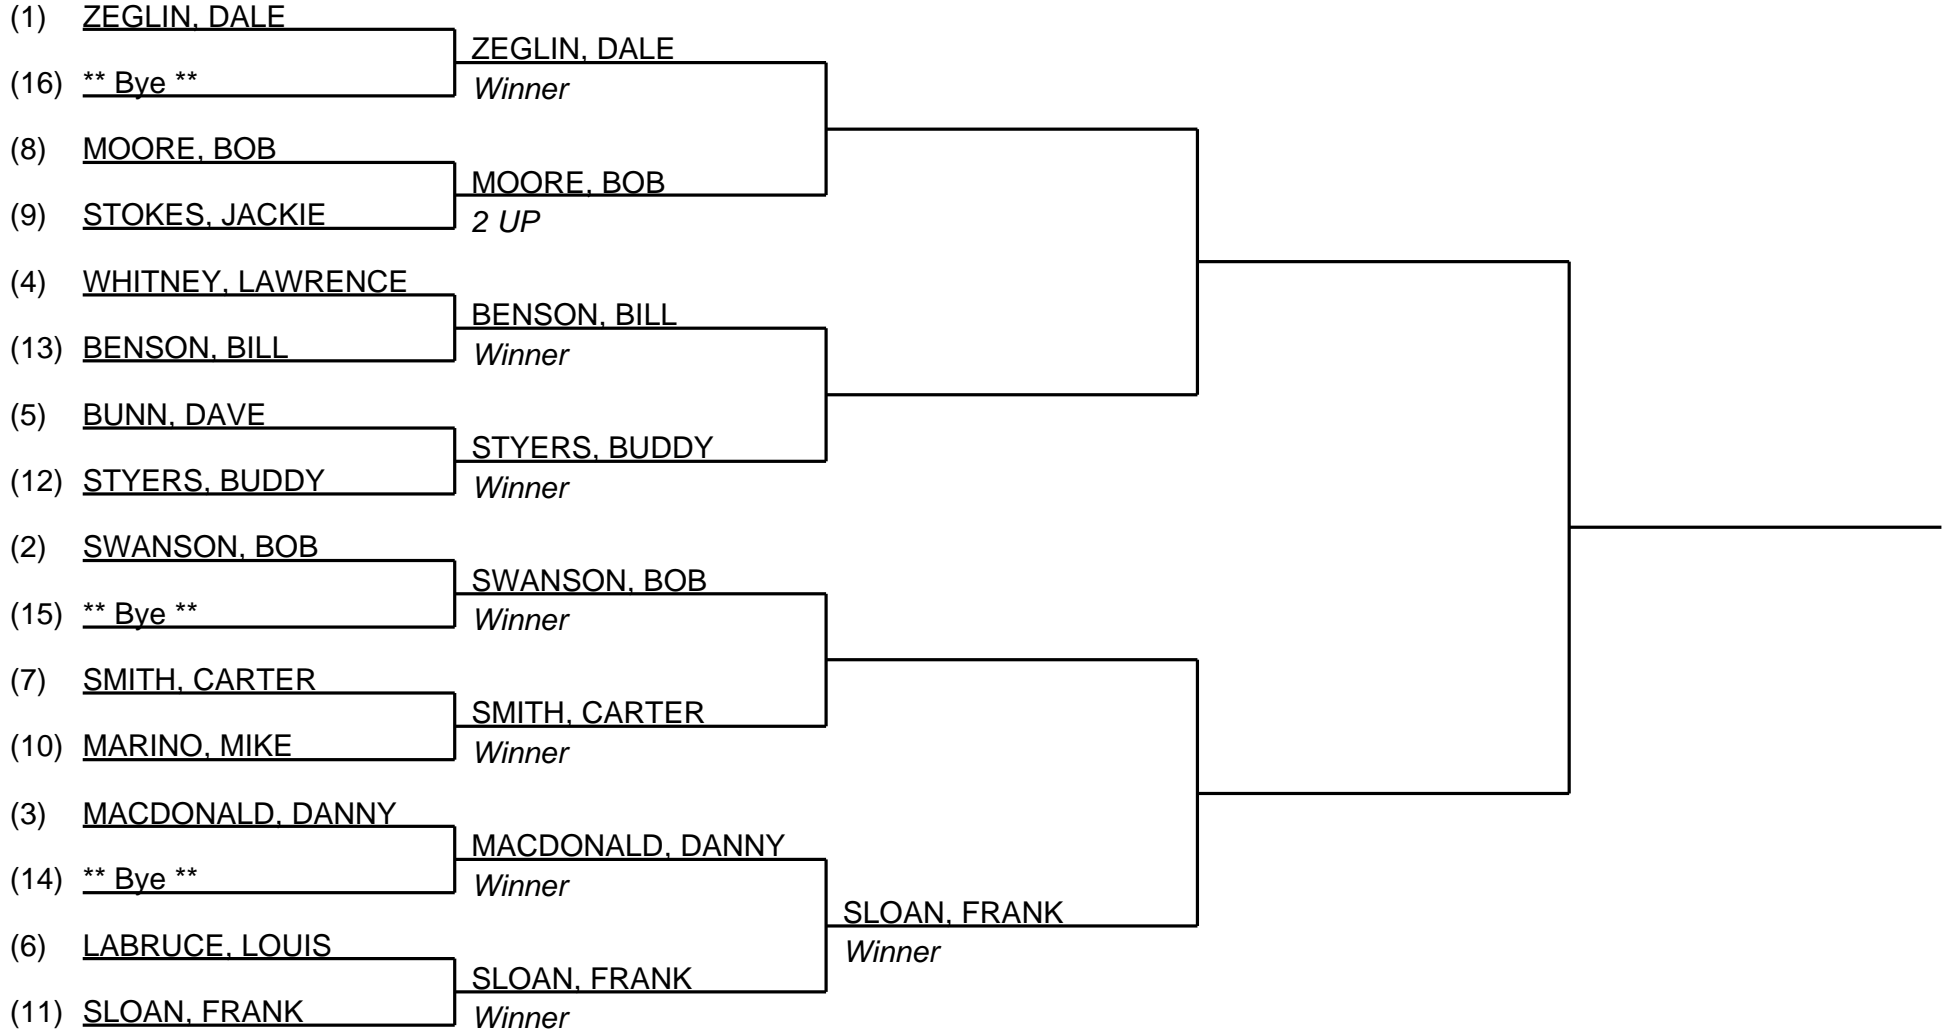 (1) ZEGLIN, DALE
ZEGLIN, DALE
(16) ** Bye **
Winner
(8) MOORE, BOB
MOORE, BOB
(9) STOKES, JACKIE
2 UP
(4) WHITNEY, LAWRENCE
BENSON, BILL
(13) BENSON, BILL
Winner
(5) BUNN, DAVE
STYERS, BUDDY
(12) STYERS, BUDDY
Winner
(2) SWANSON, BOB
SWANSON, BOB
(15) ** Bye **
Winner
(7) SMITH, CARTER
SMITH, CARTER
(10) MARINO, MIKE
Winner
(3) MACDONALD, DANNY
MACDONALD, DANNY
(14) ** Bye **
Winner
SLOAN, FRANK
(6) LABRUCE, LOUIS
Winner
SLOAN, FRANK
(11) SLOAN, FRANK
Winner